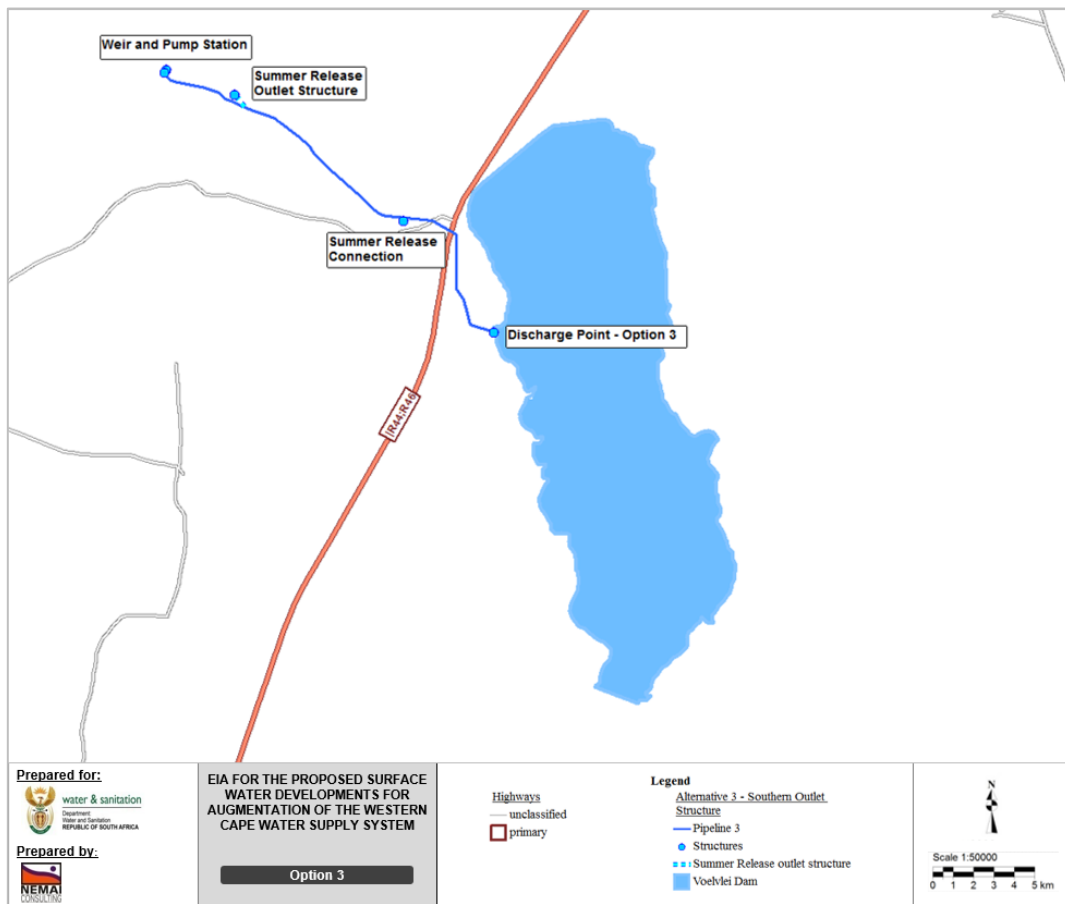 Weir and Pump Station
Summer Release
Outlet Structure
Summer Release
Connection
Discharge Point - Option 3
|R44;R46
Prepared for:
water & sanitation
Department
Water and Sanitation
REPUBLIC OF SOUTH AFRICA
Prepared by:
NEMAI
CONSULTING
EIA FOR THE PROPOSED SURFACE
WATER DEVELOPMENTS FOR
AUGMENTATION OF THE WESTERN
CAPE WATER SUPPLY SYSTEM
Option 3
Highways
unclassified
primary
Legend
Alternative 3 - Southern Outlet
Structure
Pipeline 3
Structures
Summer Release outlet structure
Voelvlei Dam
N
Scale 1:50000
0 1 2 3 4 5 km